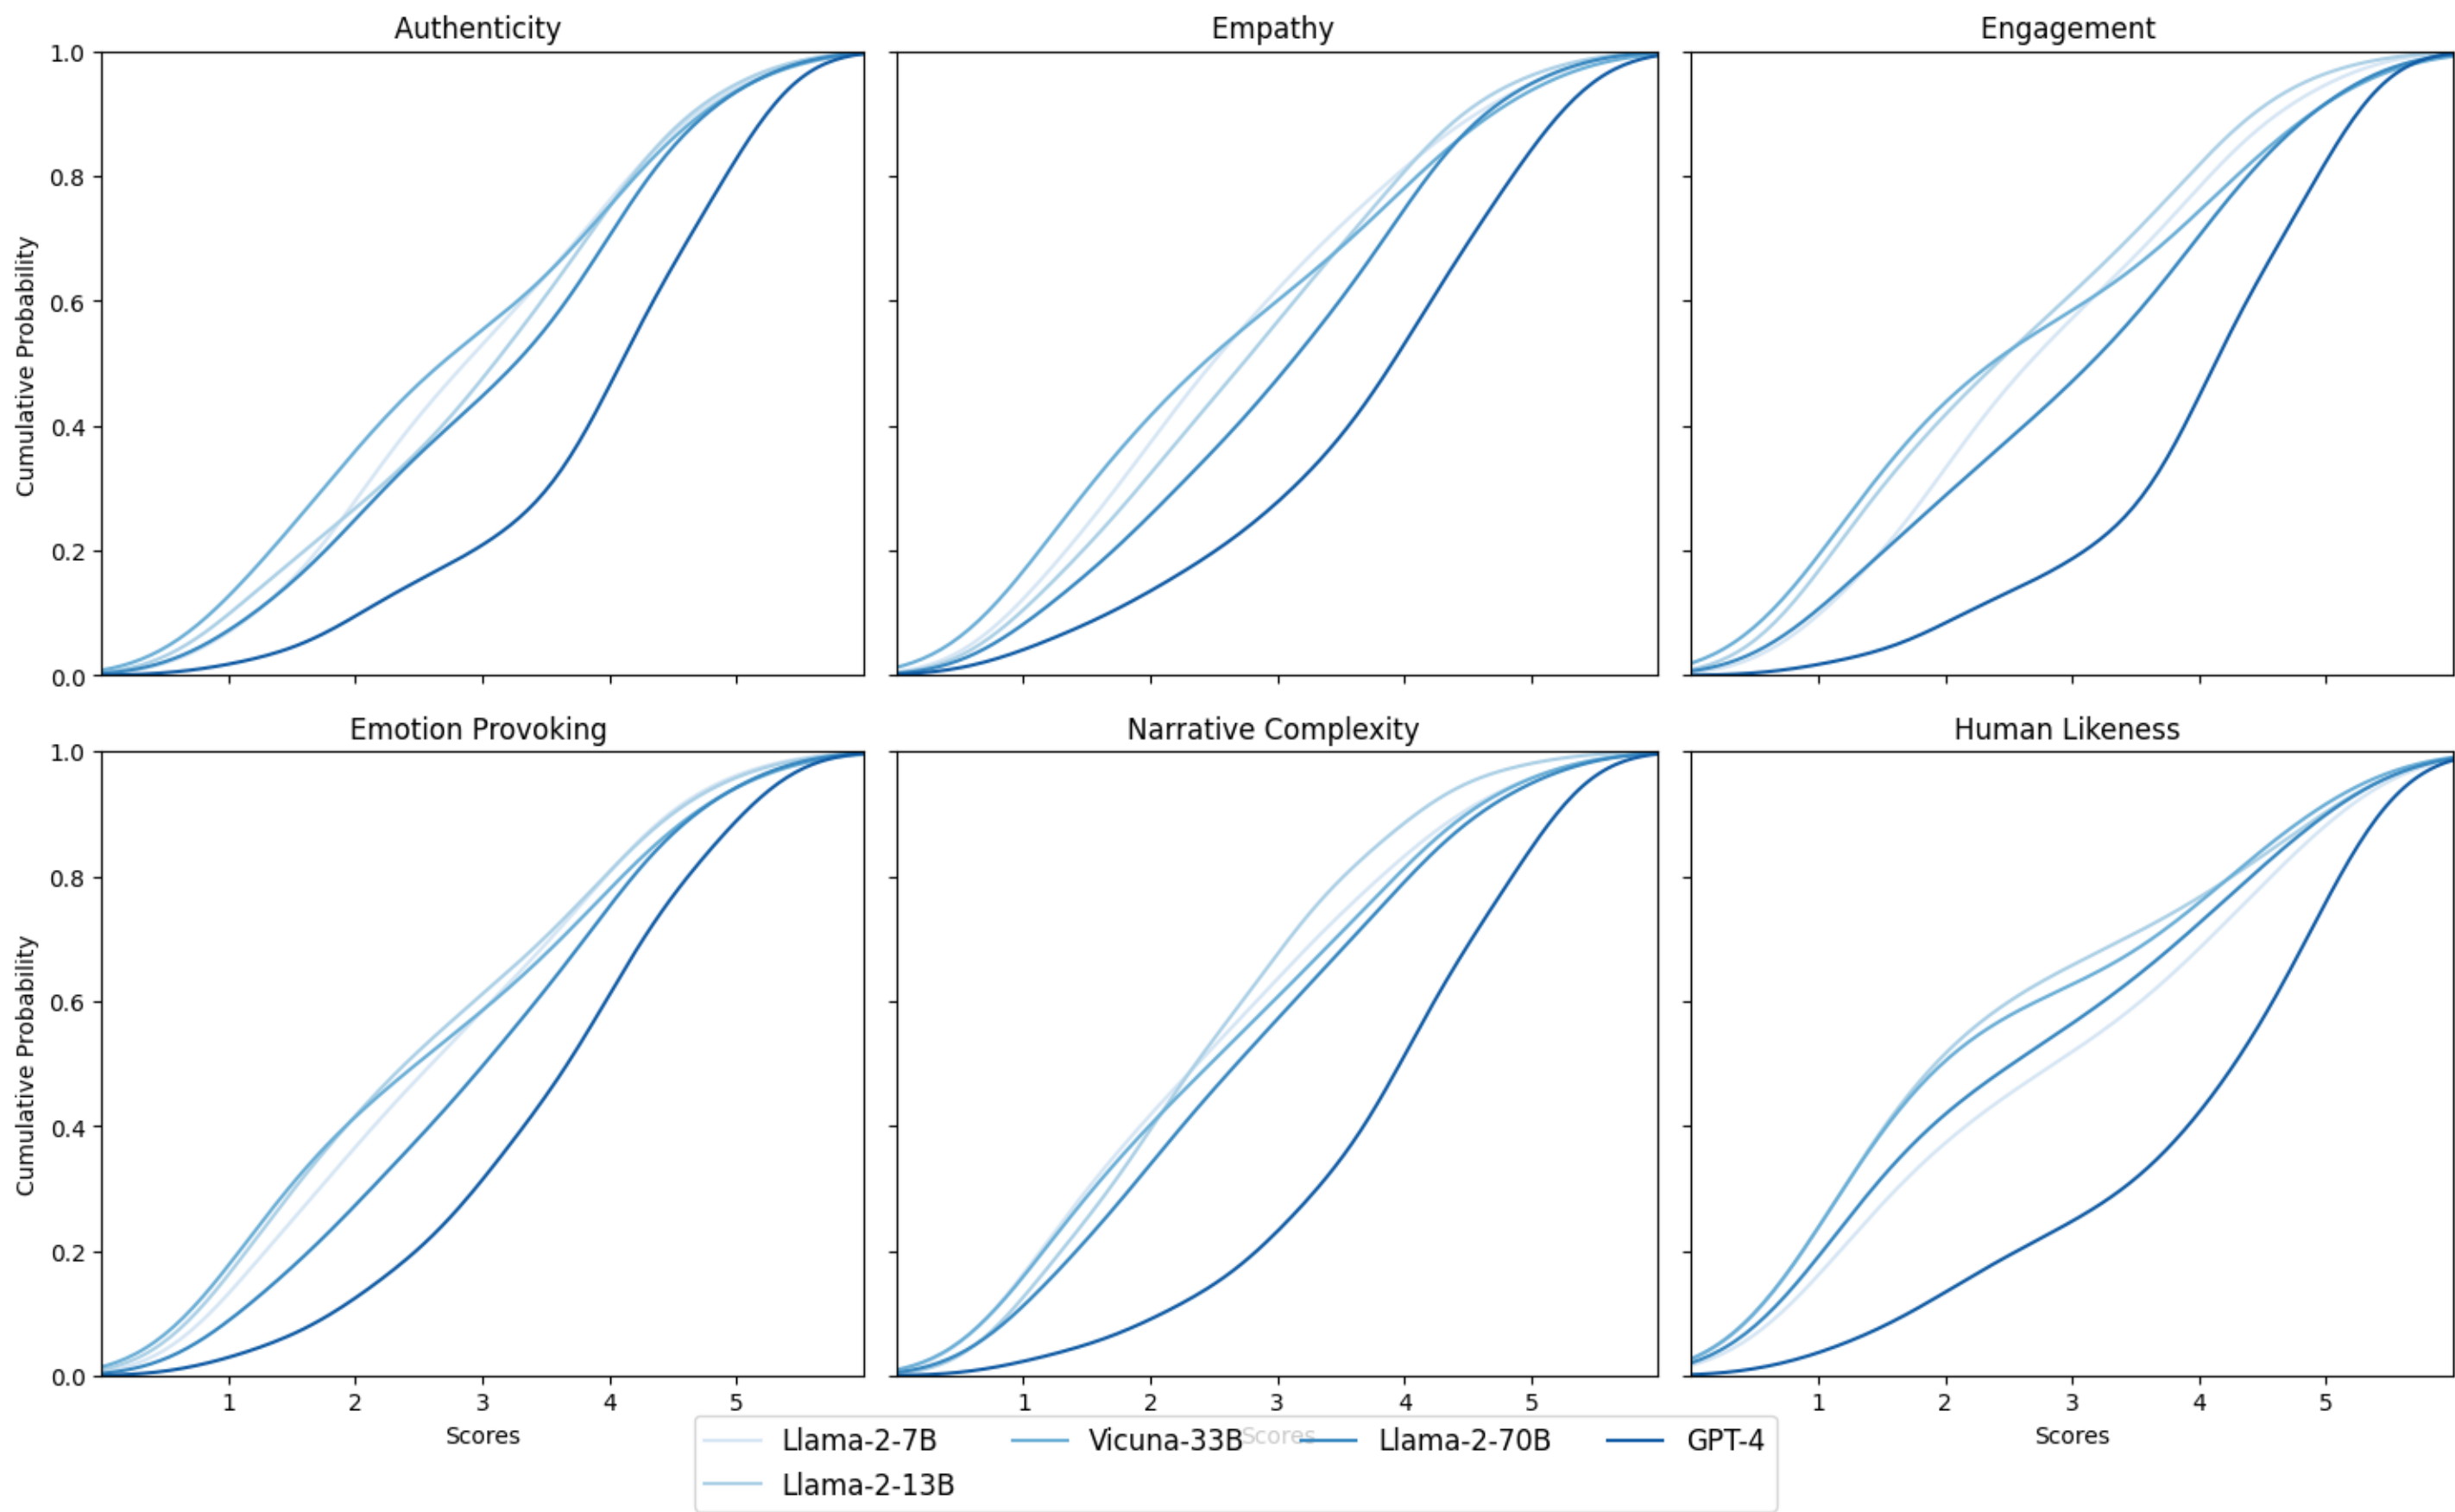 Authenticity
Empathy
Engagement
Cumulative Probability
1.0
0.8
0.6
0.4
0.2
0.0
Emotion Provoking
Narrative Complexity
Human Likeness
Cumulative Probability
1.0
0.8
0.6
0.4
0.2
0.0
1 2 3 4 5
1 2 3 4 5
1 2 3 4 5
Scores
Scores
Scores
Llama-2-7B
Vicuna-33B
Llama-2-70B
GPT-4
Llama-2-13B